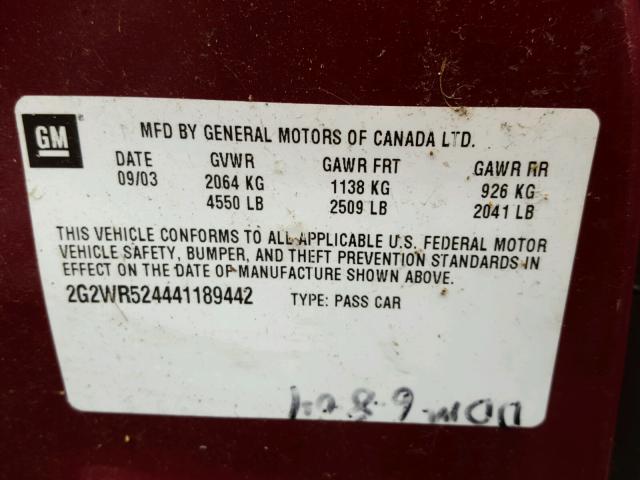 GM
MFD BY GENERAL MOTORS OF CANADA LTD.
DATE GVWR GAWR FRT GAWR RR
09/03 2064 KG 1138 KG 926 KG
4550 LB 2509 LB 2041 LB
THIS VEHICLE CONFORMS TO ALL APPLICABLE U.S. FEDERAL MOTOR
VEHICLE SAFETY, BUMPER, AND THEFT PREVENTION STANDARDS IN
EFFECT ON THE DATE OF MANUFACTURE SHOWN ABOVE.
2G2WR524441189442 TYPE: PASS CAR